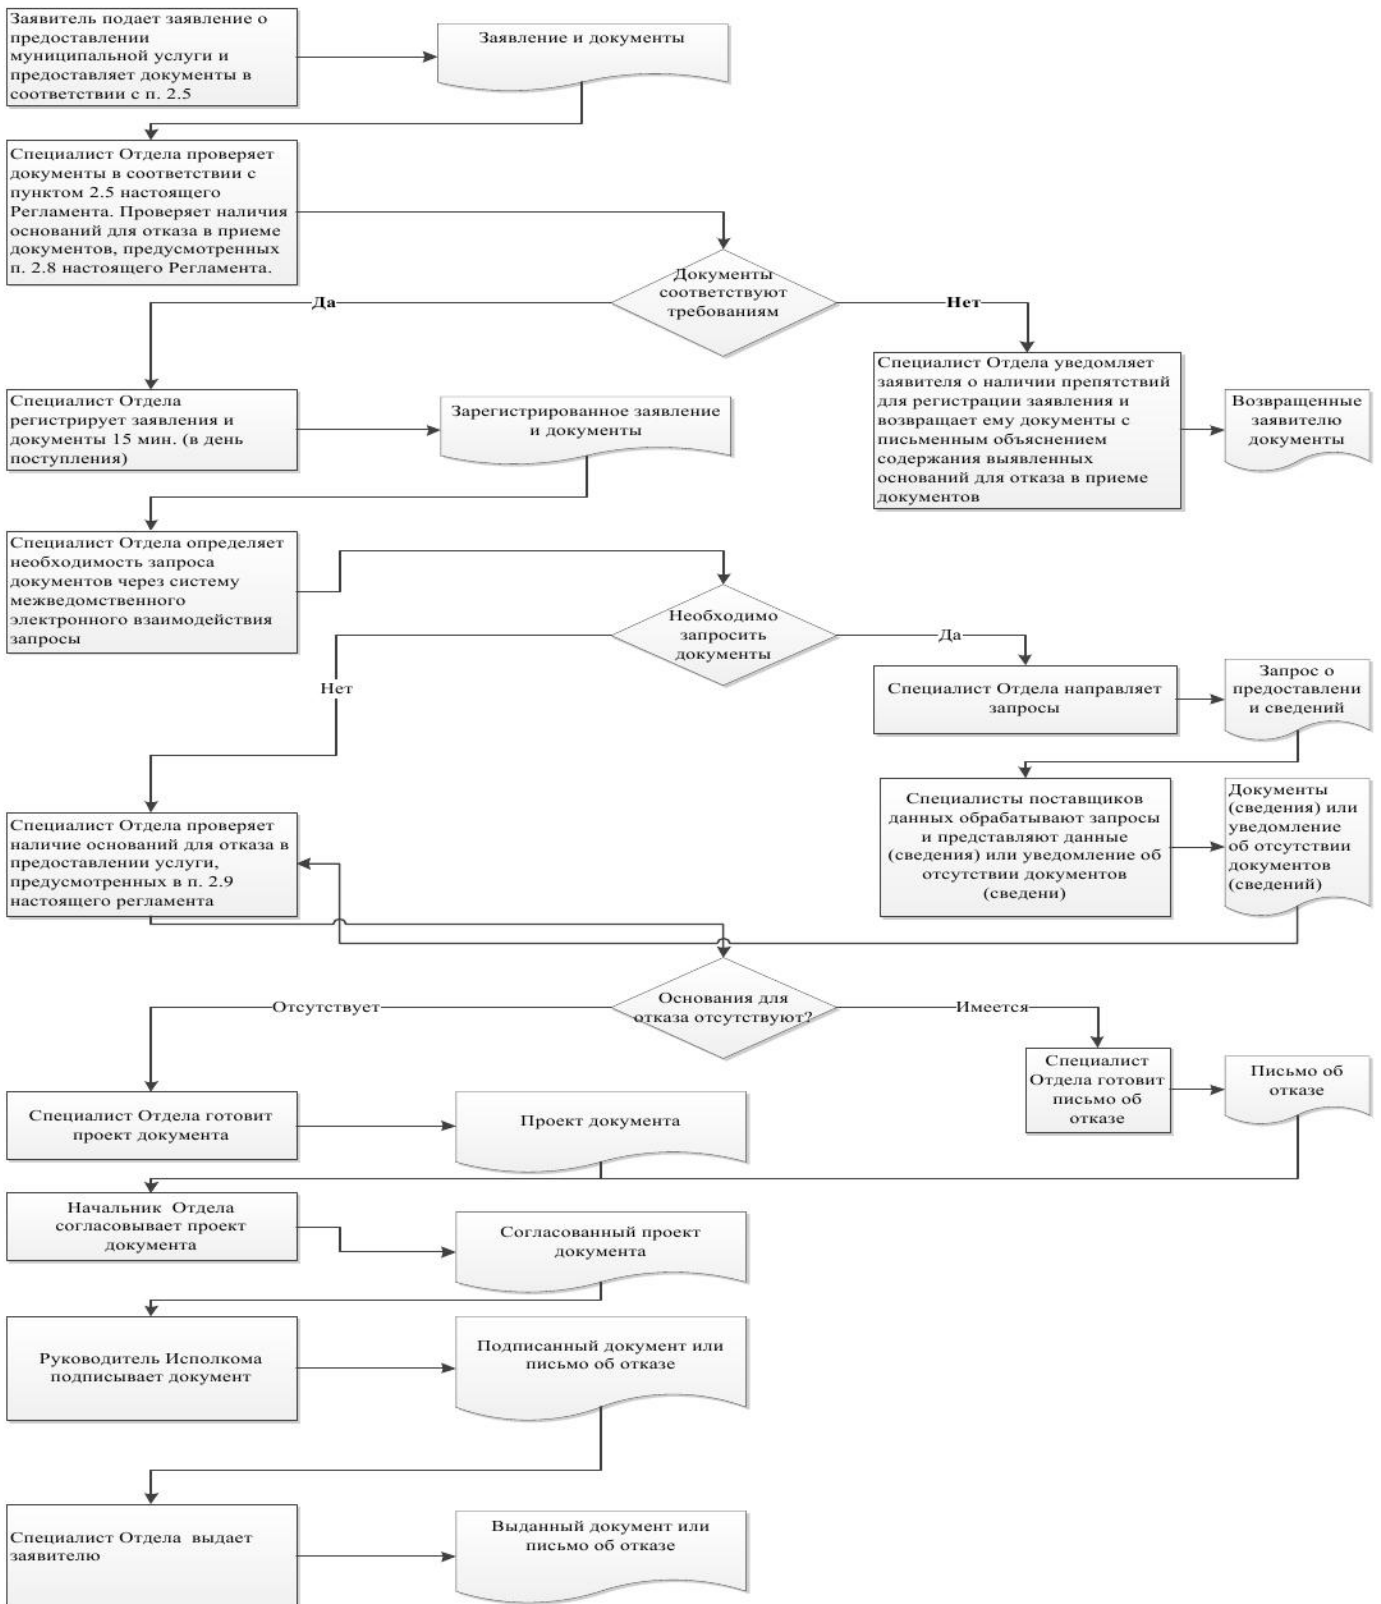 Заявитель подает заявление о
предоставлении
муниципальной услуги и
предоставляет документы в
соответствии с п. 2.5
Заявление и документы
Специалист Отдела проверяет
документы в соответствии с
пунктом 2.5 настоящего
Регламента. Проверяет наличия
оснований для отказа в приеме
документов, предусмотренных
п. 2.8 настоящего Регламента.
Документы
соответствуют
требованиям
Да
Нет
Специалист Отдела
регистрирует заявления и
документы 15 мин. (в день
поступления)
Зарегистрированное заявление
и документы
Специалист Отдела уведомляет
заявителя о наличии препятствий
для регистрации заявления и
возвращает ему документы с
письменным объяснением
содержания выявленных
оснований для отказа в приеме
документов
Возвращенные
заявителю
документы
Специалист Отдела определяет
необходимость запроса
документов через систему
межведомственного
электронного взаимодействия
запросы
Необходимо
запросить
документы
Да
Нет
Специалист Отдела направляет
запросы
Запрос о
предоставлени
и сведений
Специалисты поставщиков
данных обрабатывают запросы
и представляют данные
(сведения) или уведомление об
отсутствии документов
(сведени)
Документы
(сведения) или
уведомление
об отсутствии
документов
(сведений)
Специалист Отдела проверяет
наличие оснований для отказа в
предоставлении услуги,
предусмотренных в п. 2.9
настоящего регламента
Основания для
отказа отсутствуют?
Отсутствует
Имеется
Специалист
Отдела готовит
письмо об
отказе
Письмо об
отказе
Специалист Отдела готовит
проект документа
Проект документа
Начальник Отдела
согласовывает проект
документа
Согласованный проект
документа
Руководитель Исполкома
подписывает документ
Подписанный документ или
письмо об отказе
Специалист Отдела выдает
заявителю
Выданный документ или
письмо об отказе